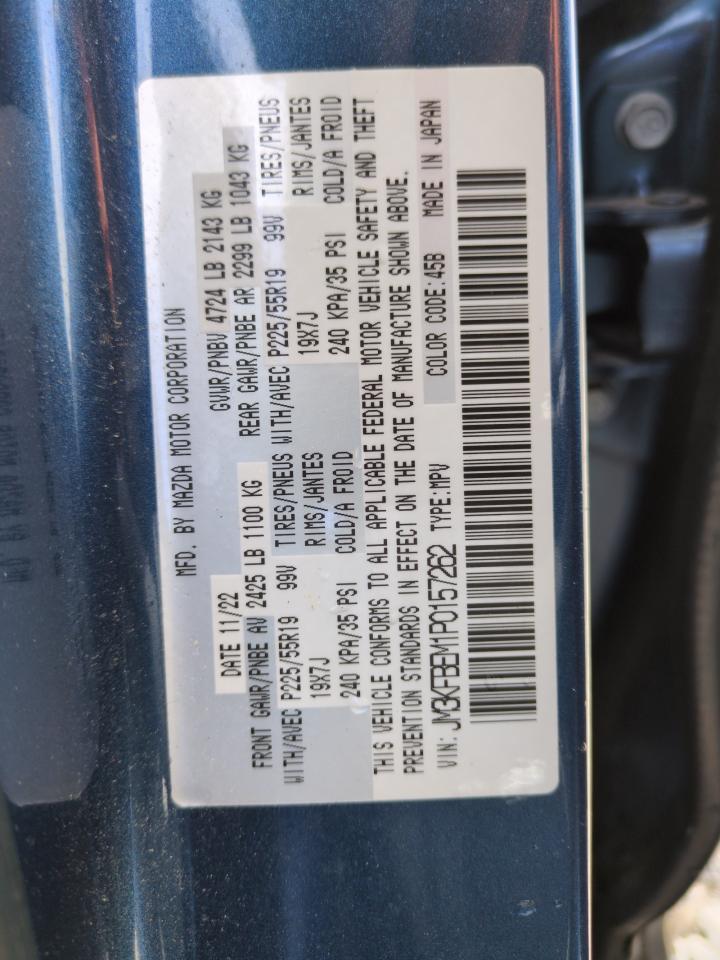 MFD. BY MAZDA MOTOR CORPORATION
DATE 11/22 GVWR/PNBV 4724 LB 2143 KG
FRONT GAWR/PNBE AV 2425 LB 1100 KG REAR GAWR/PNBE AR 2299 LB 1043 KG
WITH/AVEC P225/55R19 99V TIRES/PNEUS WITH/AVEC P225/55R19 99V TIRES/PNEUS
19X7J RIMS/JANTES 19X7J RIMS/JANTES
240 KPA/35 PSI COLD/A FROID 240 KPA/35 PSI COLD/A FROID
THIS VEHICLE CONFORMS TO ALL APPLICABLE FEDERAL MOTOR VEHICLE SAFETY AND THEFT
PREVENTION STANDARDS IN EFFECT ON THE DATE OF MANUFACTURE SHOWN ABOVE.
VIN: JM3KFBEM1P0157262 TYPE:MPV COLOR CODE:45B MADE IN JAPAN